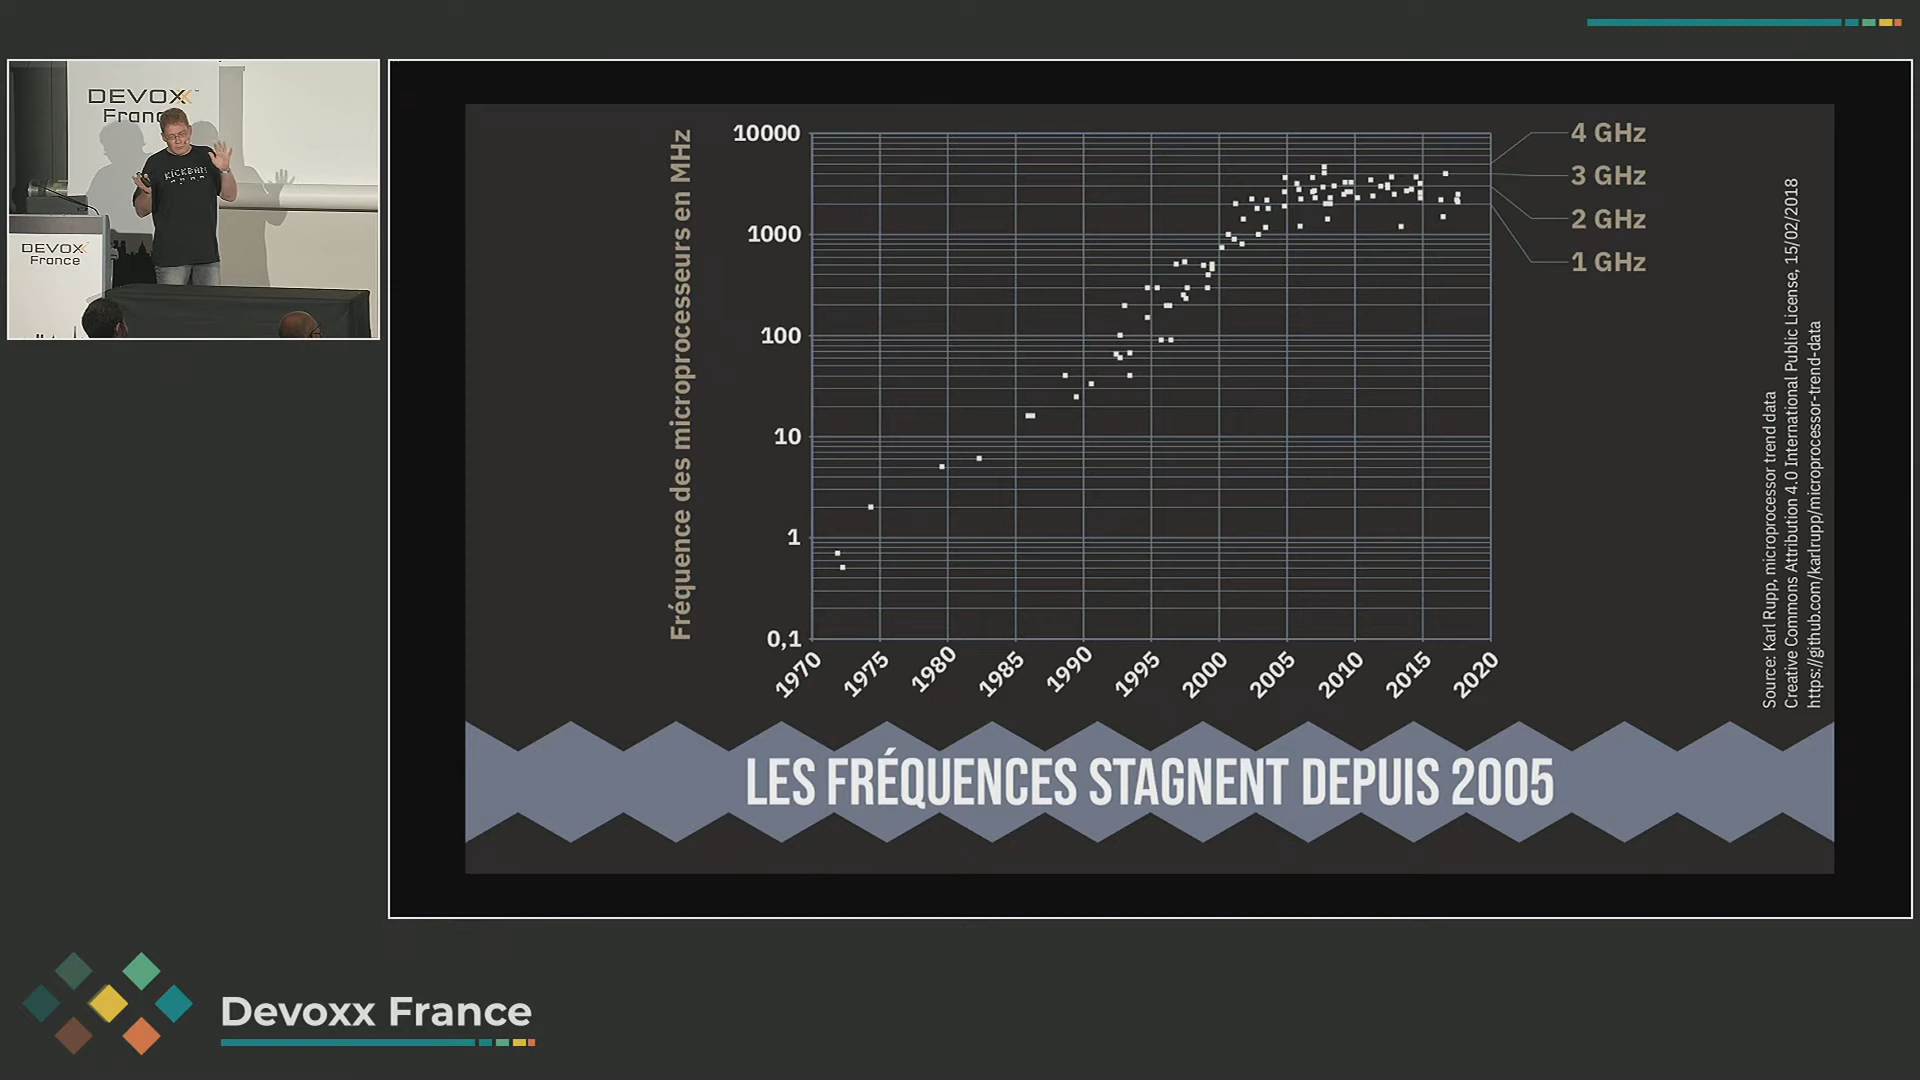 DEVOXX
France
KICKBAN
DEVOXX
France
Fréquence des microprocesseurs en MHz
10000
1000
100
10
1
0,1
1970
1975
1980
1985
1990
1995
2000
2005
2010
2015
2020
4 GHz
3 GHz
2 GHz
1 GHz
Source: Karl Rupp, microprocessor trend data
Creative Commons Attribution 4.0 International Public License, 15/02/2018
https://github.com/karlrupp/microprocessor-trend-data
LES FRÉQUENCES STAGNENT DEPUIS 2005
Devoxx France